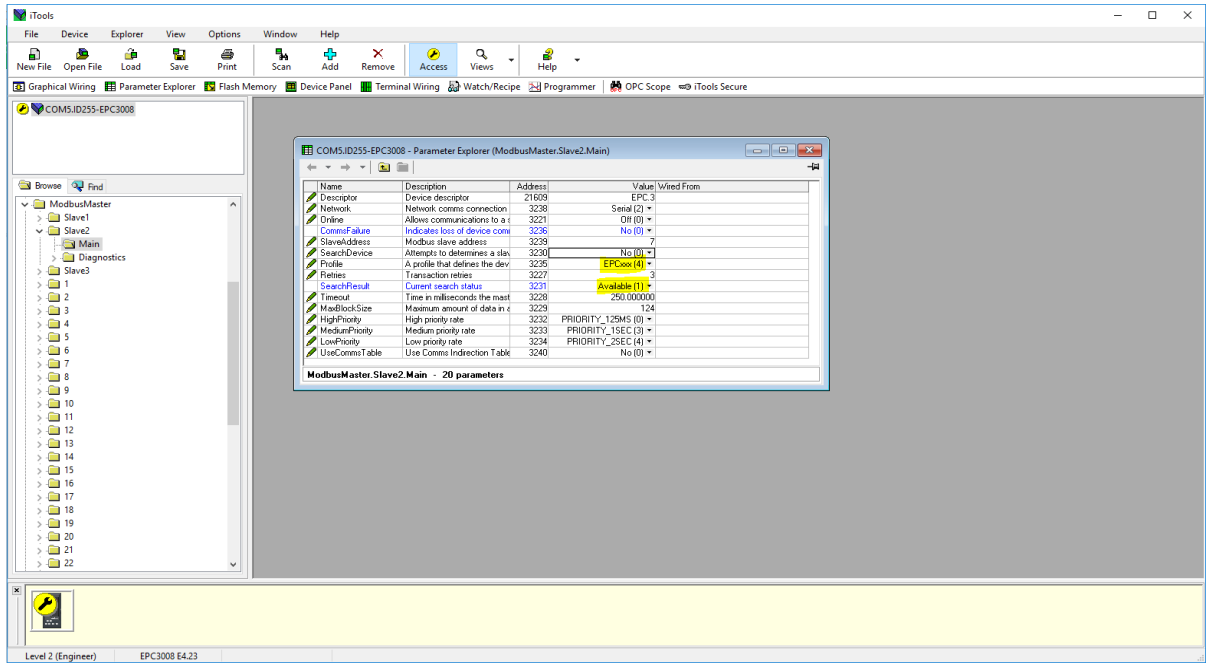 iTools
File Device Explorer View Options Window Help
New File Open File Load Save Print Scan Add Remove Access Views Help
Graphical Wiring Parameter Explorer Flash Memory Device Panel Terminal Wiring Watch/Recipe Programmer OPC Scope iTools Secure
COM5.ID255-EPC3008
COM5.ID255-EPC3008 - Parameter Explorer (ModbusMaster.Slave2.Main)
Name Description Address Value Wired From
Descriptor Device descriptor 21609 EPC.3
Network Network comms connection 3238 Serial (2)
Online Allows communications to a s 3221 Off (0)
CommsFailure Indicates loss of device com 3236 No (0)
SlaveAddress Modbus slave address 3239 7
SearchDevice Attempts to determines a slav 3230 No (0)
Profile A profile that defines the dev 3235 EPCxxx (4)
Retries Transaction retries 3227 3
SearchResult Current search status 3231 Available (1)
Timeout Time in milliseconds the mast 3228 250.000000
MaxBlockSize Maximum amount of data in a 3229 124
HighPriority High priority rate 3232 PRIORITY_125MS (0)
MediumPriority Medium priority rate 3233 PRIORITY_1SEC (3)
LowPriority Low priority rate 3234 PRIORITY_2SEC (4)
UseCommsTable Use Comms Indirection Table 3240 No (0)
ModbusMaster.Slave2.Main - 20 parameters
Browse Find
ModbusMaster
Slave1
Slave2
Main
Diagnostics
Slave3
1
2
3
4
5
6
7
8
9
10
11
12
13
14
15
16
17
18
19
20
21
22
Level 2 (Engineer) EPC3008 E4.23